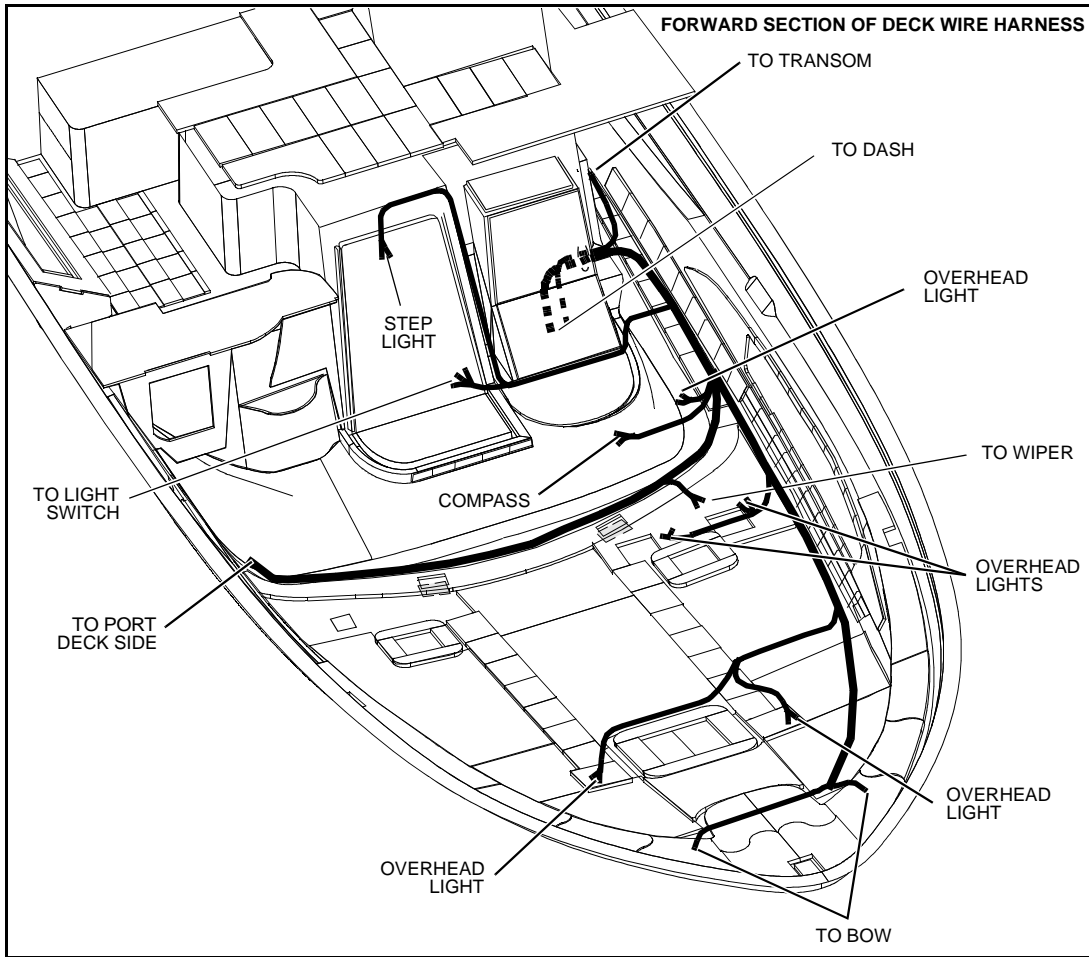 FORWARD SECTION OF DECK WIRE HARNESS
TO TRANSOM
TO DASH
OVERHEAD
LIGHT
STEP
LIGHT
TO WIPER
TO LIGHT
SWITCH
COMPASS
OVERHEAD
LIGHTS
TO PORT
DECK SIDE
OVERHEAD
LIGHT
OVERHEAD
LIGHT
TO BOW